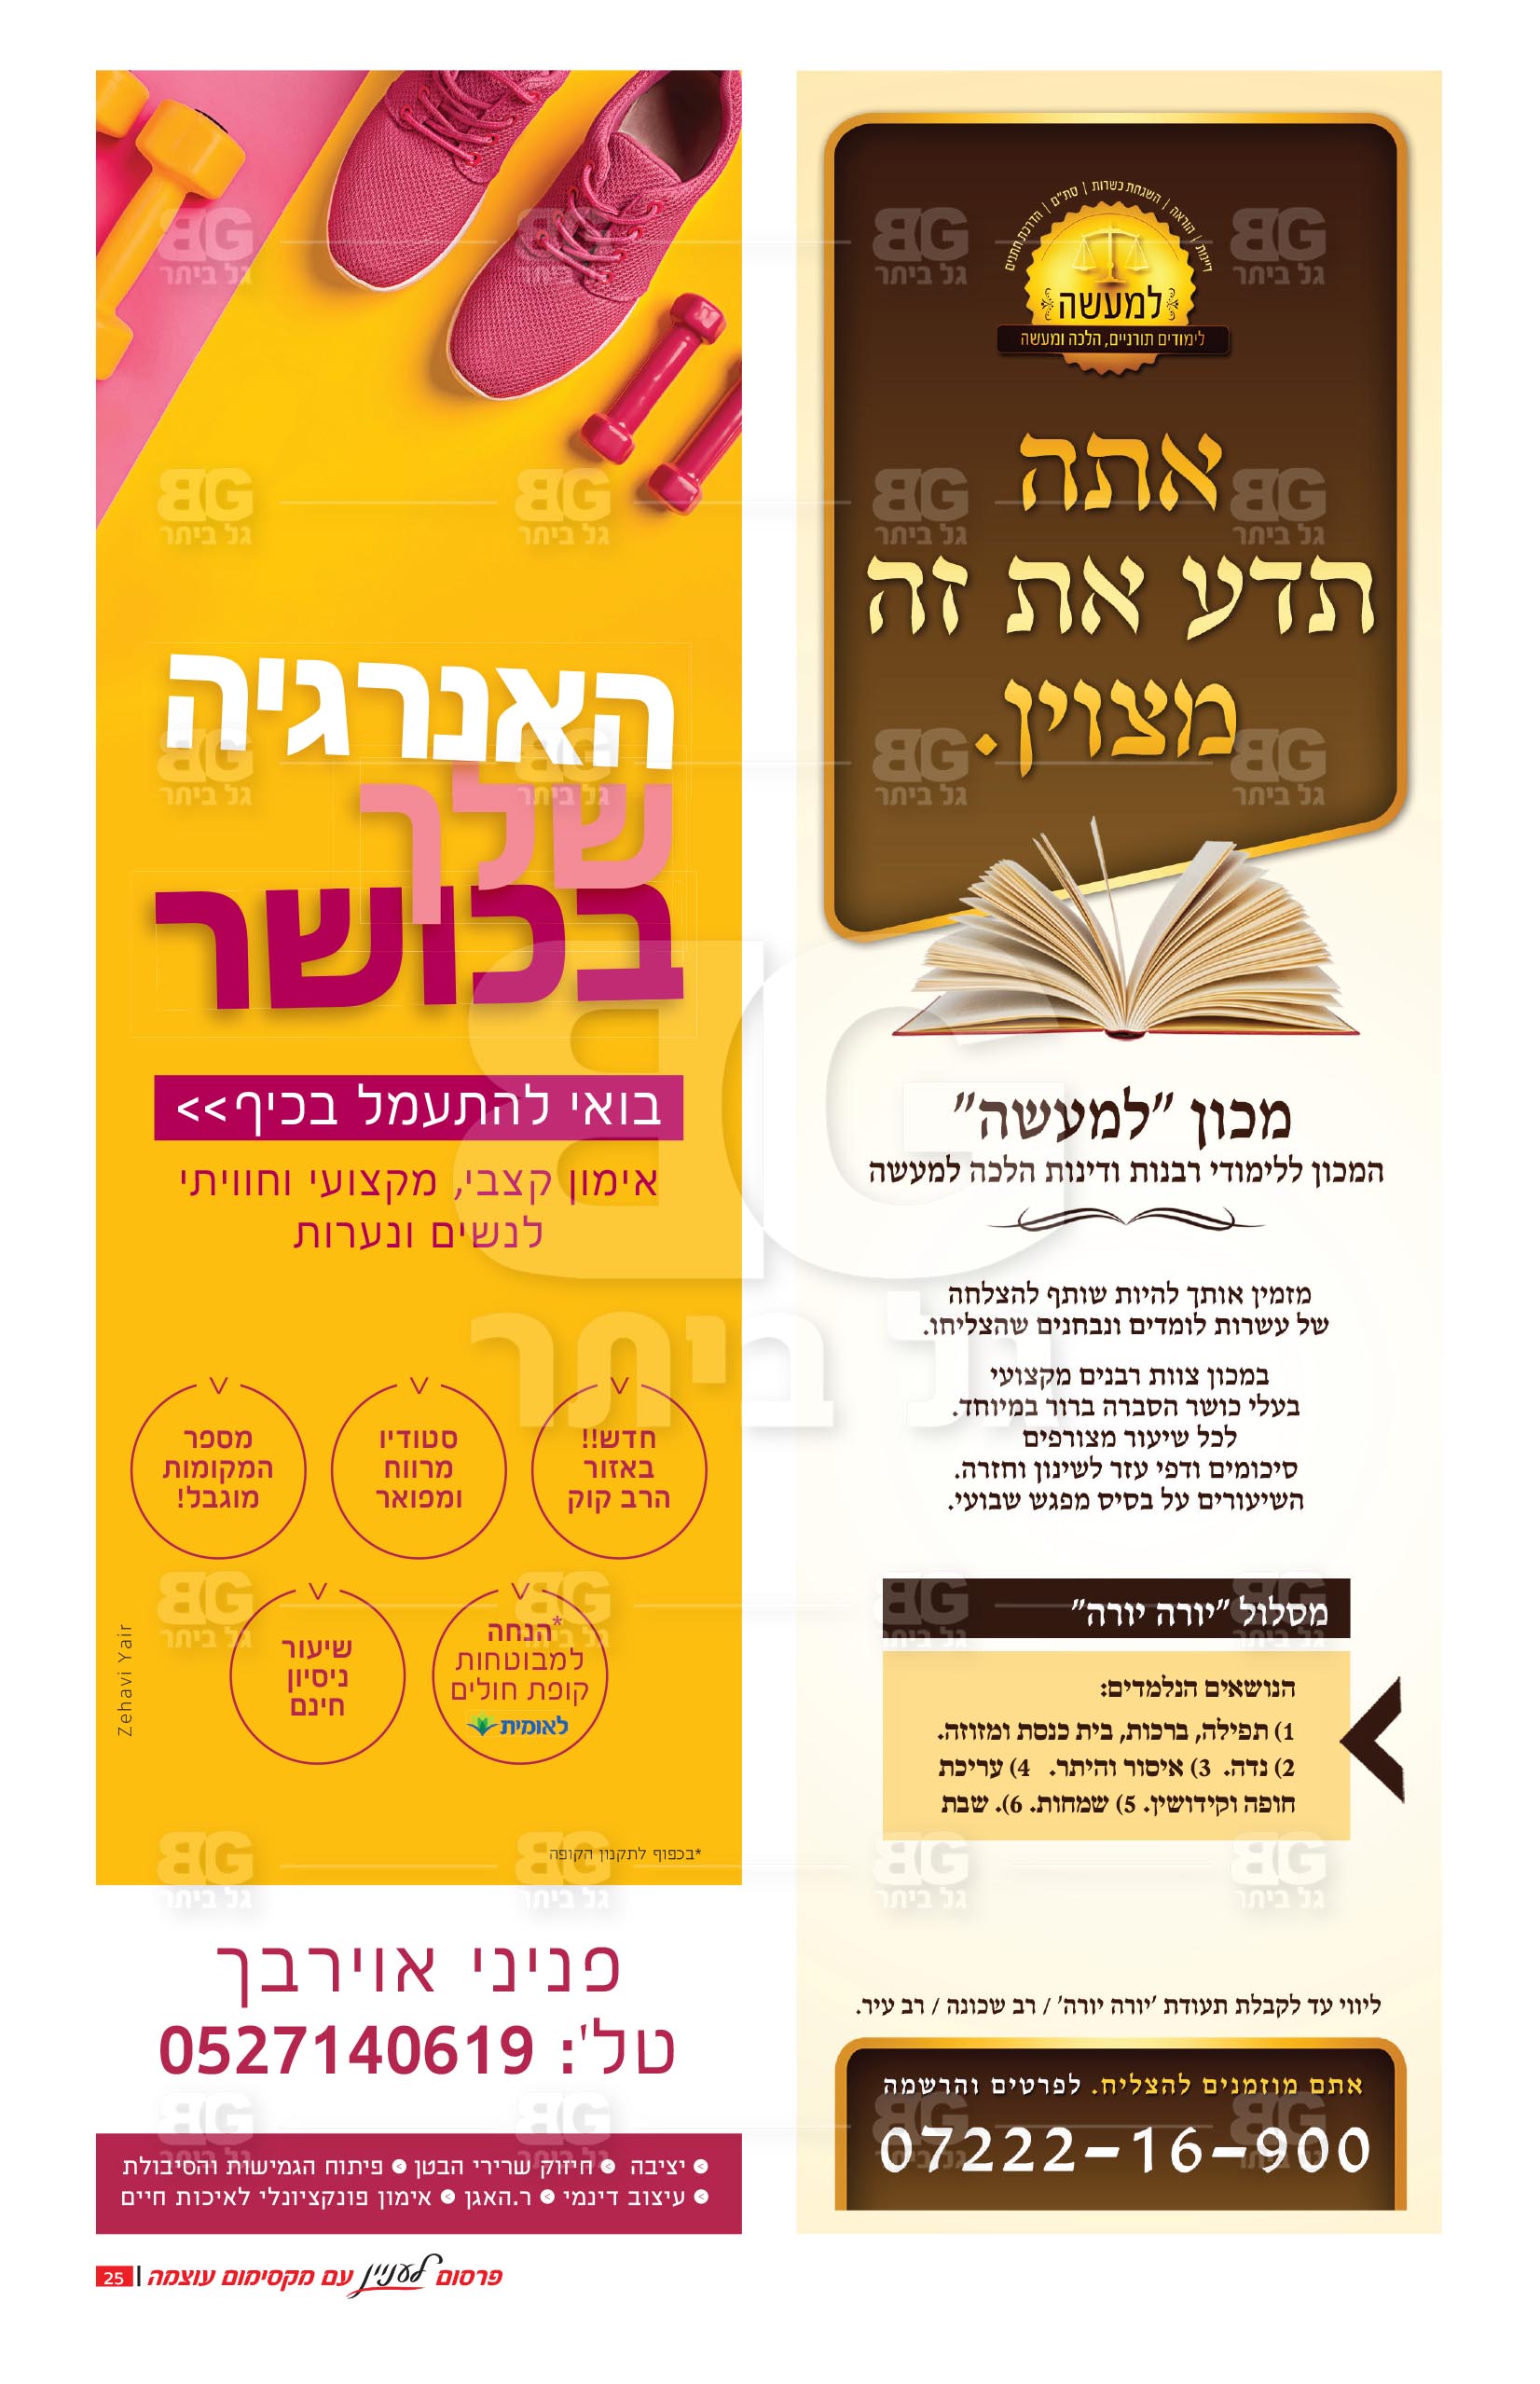 דיינות | הוראה | השגחת כשרות | סת"ם | הדרכת חתנים
למעשה
לימודים תורניים, הלכה ומעשה
אתה
תדע את זה
מצוין.
מכון "למעשה"
המכון ללימודי רבנות ודינות הלכה למעשה
מזמין אותך להיות שותף להצלחה
של עשרות לומדים ונבחנים שהצליחו.
במכון צוות רבנים מקצועי
בעלי כושר הסברה ברור במיוחד.
לכל שיעור מצורפים
סיכומים ודפי עזר לשינון וחזרה.
השיעורים על בסיס מפגש שבועי.
מסלול "יורה יורה"
הנושאים הנלמדים:
1) תפילה, ברכות, בית כנסת ומזוזה.
2) נדה. 3) איסור והיתר. 4) עריכת
חופה וקידושין. 5) שמחות. 6). שבת
ליווי עד לקבלת תעודת 'יורה יורה' / רב שכונה / רב עיר.
אתם מוזמנים להצליח. לפרטים והרשמה
07222-16-900
האנרגיה
שלך
בכושר
בואי להתעמל בכיף>>
אימון קצבי, מקצועי וחוויתי
לנשים ונערות
חדש!!
באזור
הרב קוק
סטודיו
מרווח
ומפואר
מספר
המקומות
מוגבל!
*הנחה
למבוטחות
קופת חולים
לאומית
שיעור
ניסיון
חינם
Zehavi Yair
*בכפוף לתקנון הקופה
פניני אוירבך
טל': 0527140619
יציבה > חיזוק שרירי הבטן > פיתוח הגמישות והסיבולת
עיצוב דינמי > ר.האגן > אימון פונקציונלי לאיכות חיים
פרסום לעניין עם מקסימום עוצמה | 25
BG
גל ביתר